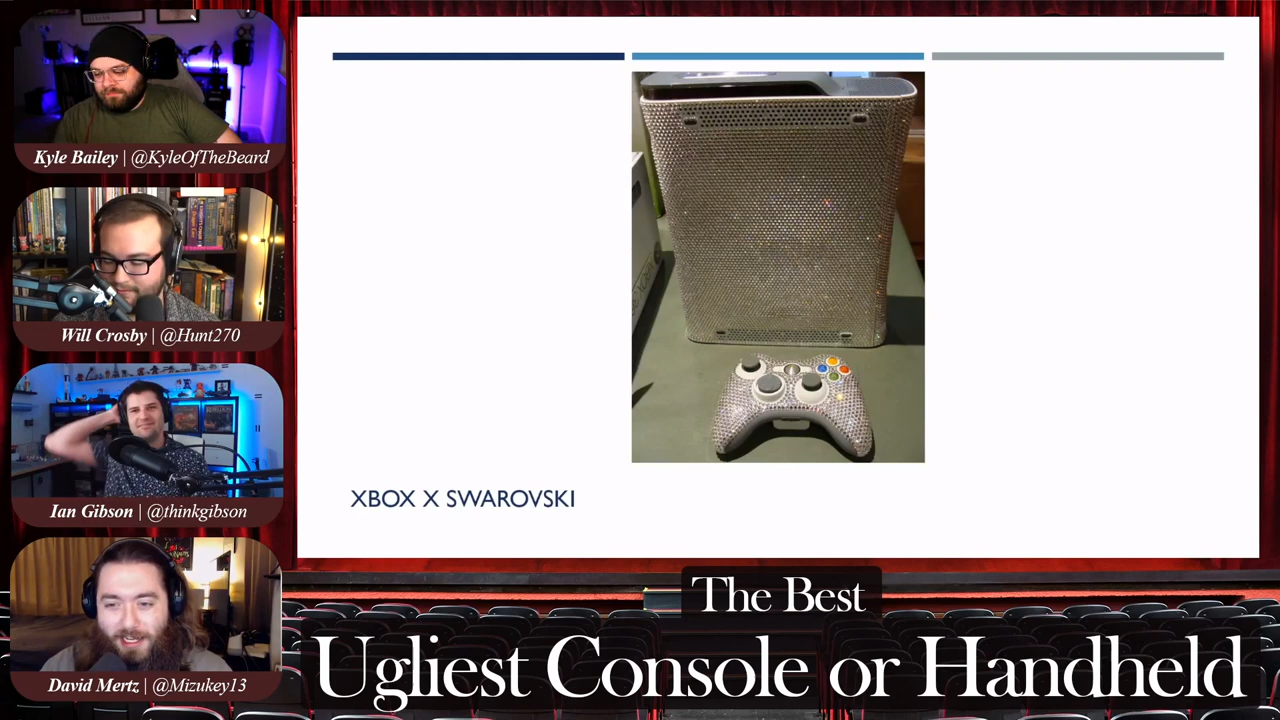 Kyle Bailey | @KyleOfTheBeard
Will Crosby | @Hunt270
Ian Gibson | @thinkgibson
David Mertz | @Mizukey13
XBOX X SWAROVSKI
The Best
Ugliest Console or Handheld